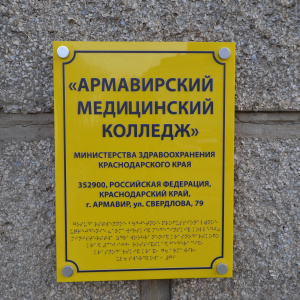 «АРМАВИРСКИЙ
МЕДИЦИНСКИЙ
КОЛЛЕДЖ»
МИНИСТЕРСТВА ЗДРАВООХРАНЕНИЯ
КРАСНОДАРСКОГО КРАЯ
352900, РОССИЙСКАЯ ФЕДЕРАЦИЯ,
КРАСНОДАРСКИЙ КРАЙ,
г. АРМАВИР, ул. СВЕРДЛОВА, 79